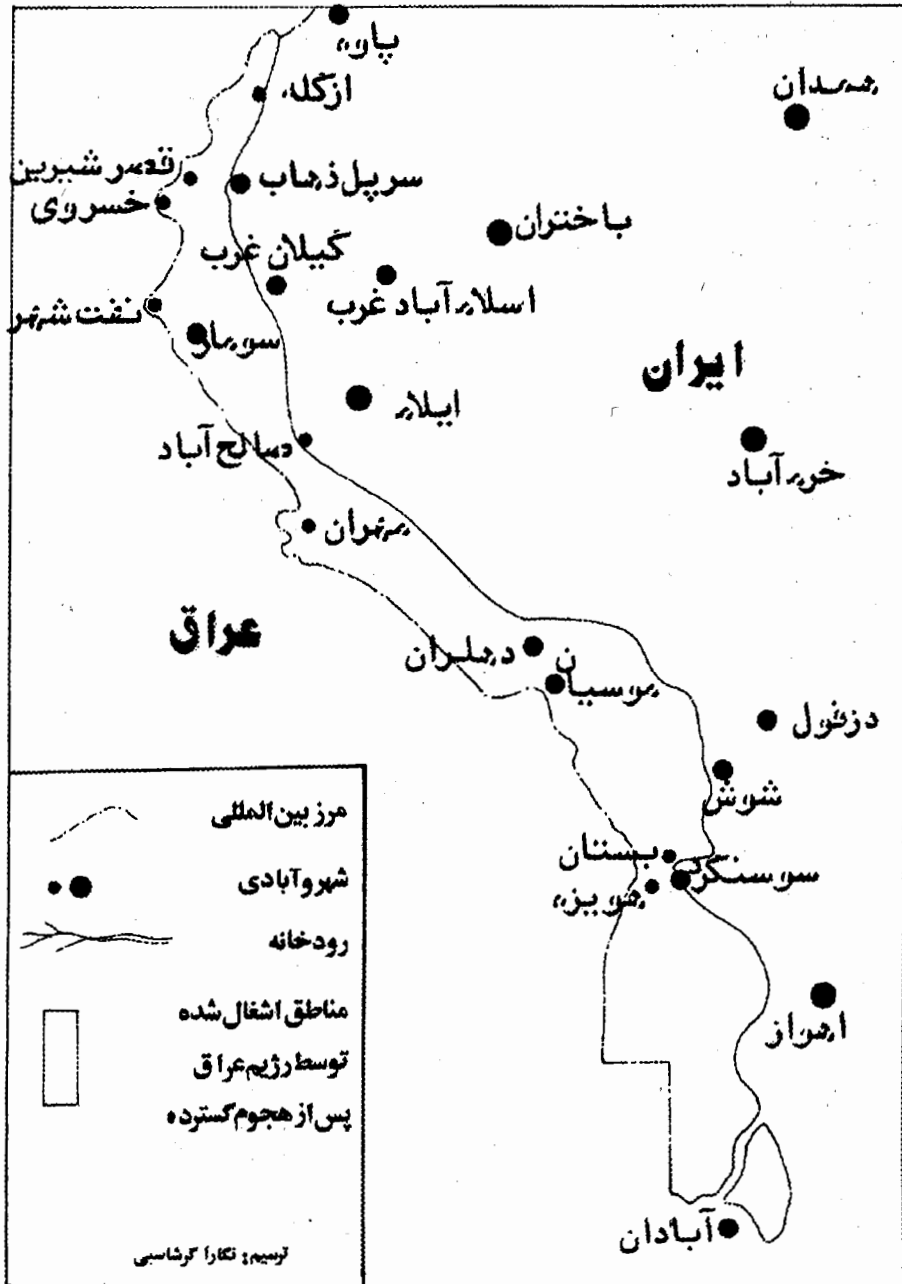 پاوه
ازگله
همدان
قصر شیرین
سرپل ذهاب
خسروی
باختران
گیلان غرب
اسلام آباد غرب
نفت شهر
سومار
ایران
ایلام
صالح آباد
خرم آباد
مهران
عراق
دهلران
موسیان
دزفول
شوش
بستان
سوسنگرد
هویزه
اهواز
آبادان
مرز بین المللی
شهر و آبادی
رودخانه
مناطق اشغال شده
توسط رژیم عراق
پس از هجوم گسترده
ترسیم: نگارا گرشاسبی